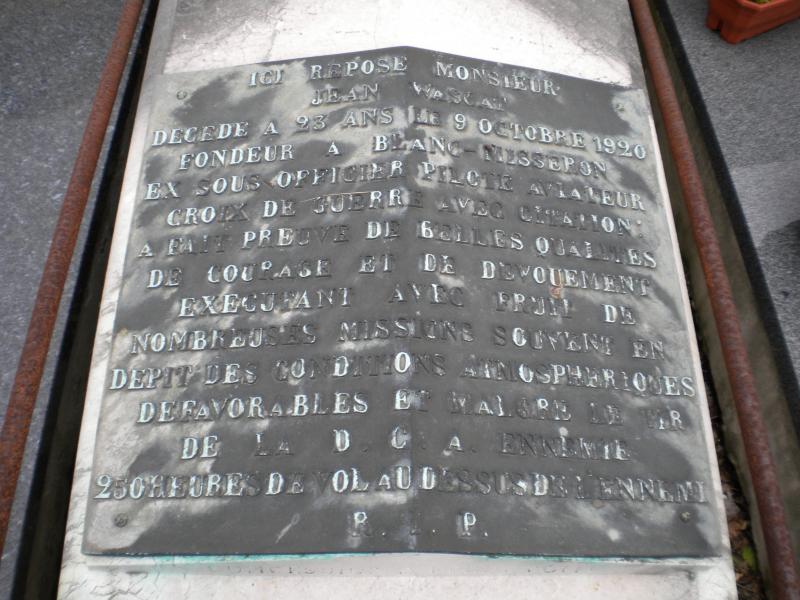 ICI REPOSE MONSIEUR
JEAN WASCAT
DECEDE A 23 ANS LE 9 OCTOBRE 1920
FONDEUR A BLANC-MISSERON
EX SOUS OFFICIER PILOTE AVIATEUR
CROIX DE GUERRE AVEC CITATION:
A FAIT PREUVE DE BELLES QUALITES
DE COURAGE ET DE DEVOUEMENT
EXECUTANT AVEC FRUIT DE
NOMBREUSES MISSIONS SOUVENT EN
DEPIT DES CONDITIONS ATMOSPHERIQUES
DEFAVORABLES ET MALGRE LE TIR
DE LA D.C.A. ENNEMIE
250 HEURES DE VOL AU DESSUS DE L'ENNEMI
R.I.P.